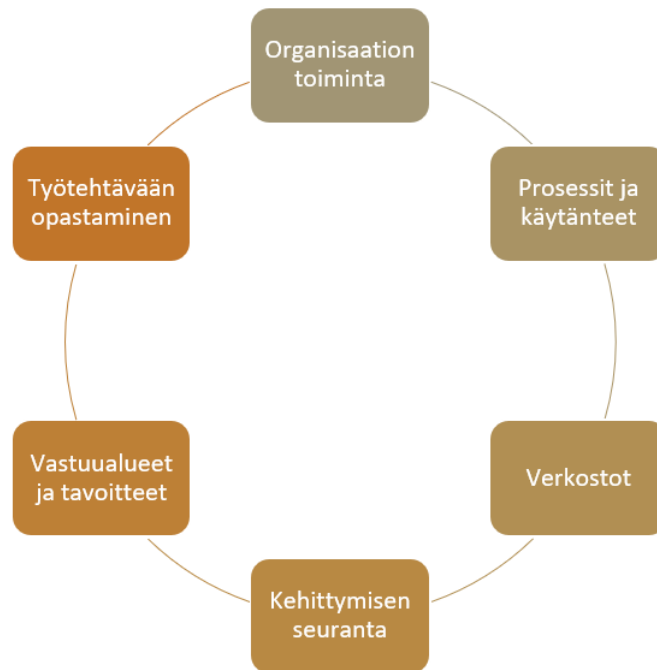 Organisaation
toiminta
Prosessit ja
käytänteet
Verkostot
Kehittymisen
seuranta
Vastuualueet
ja tavoitteet
Työtehtävään
opastaminen